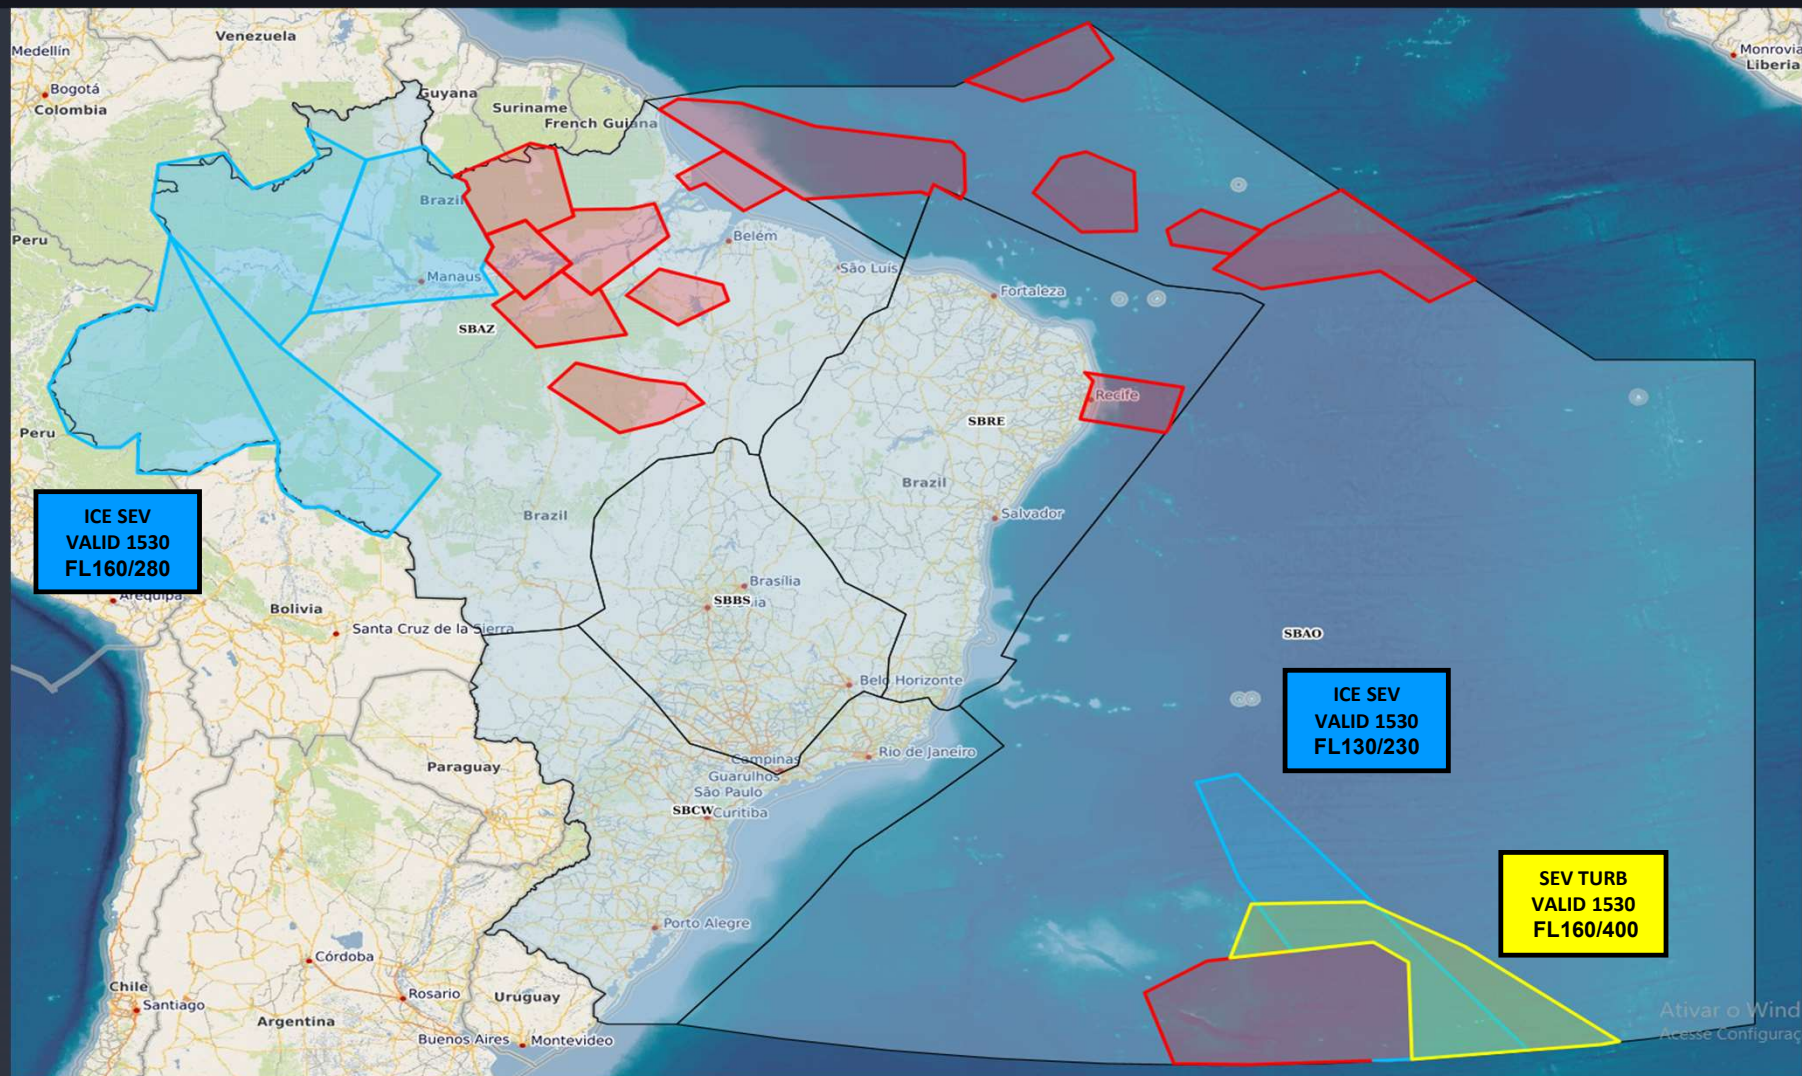 Venezuela
Medellín
Monrovia
Liberia
Bogotá
Colombia
Guyana
Suriname
French Guiana
Brazil
Peru
Belém
Manaus
São Luís
Fortaleza
SBAZ
Recife
SBRE
Peru
Brazil
Brazil
Salvador
ICE SEV
VALID 1530
FL160/280
Arequipa
Brasília
SBBS
Bolivia
Santa Cruz de la Sierra
SBAO
Belo Horizonte
ICE SEV
VALID 1530
FL130/230
Rio de Janeiro
Campinas
Guarulhos
São Paulo
Paraguay
SBCW
Curitiba
SEV TURB
VALID 1530
FL160/400
Porto Alegre
Córdoba
Chile
Santiago
Rosario
Uruguay
Argentina
Buenos Aires
Montevideo
Ativar o Wind
Acesse Configuraç